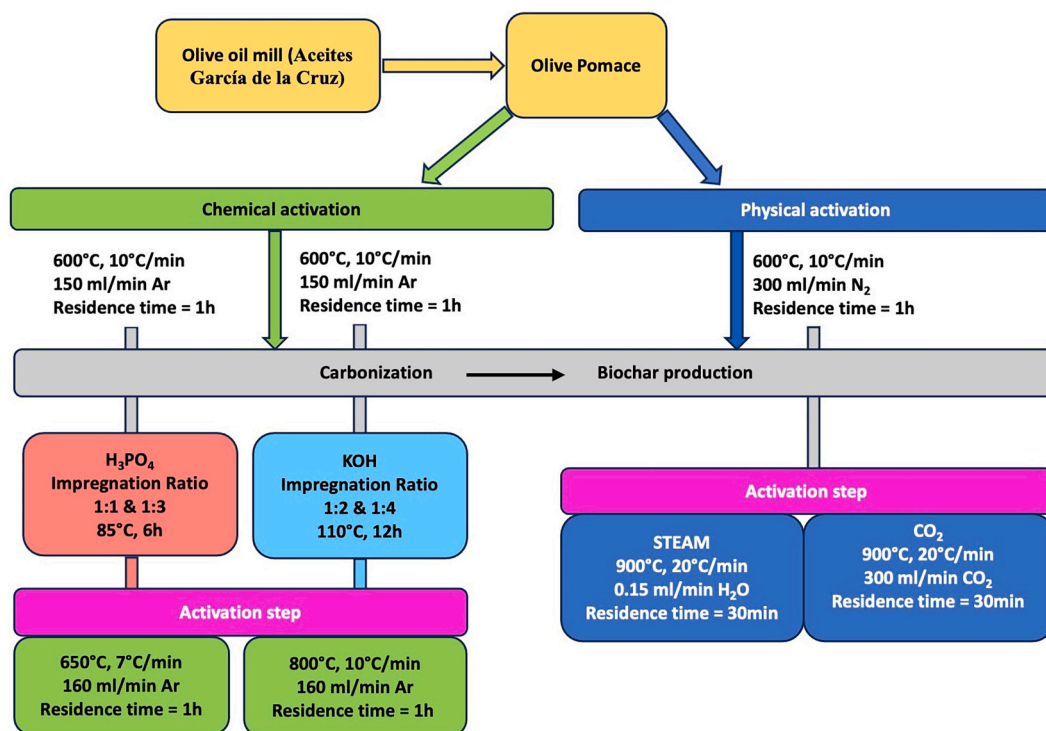 Olive oil mill (Aceites
García de la Cruz)
Olive Pomace
Chemical activation
Physical activation
600°C, 10°C/min
150 ml/min Ar
Residence time = 1h
600°C, 10°C/min
150 ml/min Ar
Residence time = 1h
600°C, 10°C/min
300 ml/min N₂
Residence time = 1h
Carbonization
Biochar production
H₃PO₄
Impregnation Ratio
1:1 & 1:3
85°C, 6h
KOH
Impregnation Ratio
1:2 & 1:4
110°C, 12h
Activation step
650°C, 7°C/min
160 ml/min Ar
Residence time = 1h
800°C, 10°C/min
160 ml/min Ar
Residence time = 1h
Activation step
STEAM
900°C, 20°C/min
0.15 ml/min H₂O
Residence time = 30min
CO₂
900°C, 20°C/min
300 ml/min CO₂
Residence time = 30min